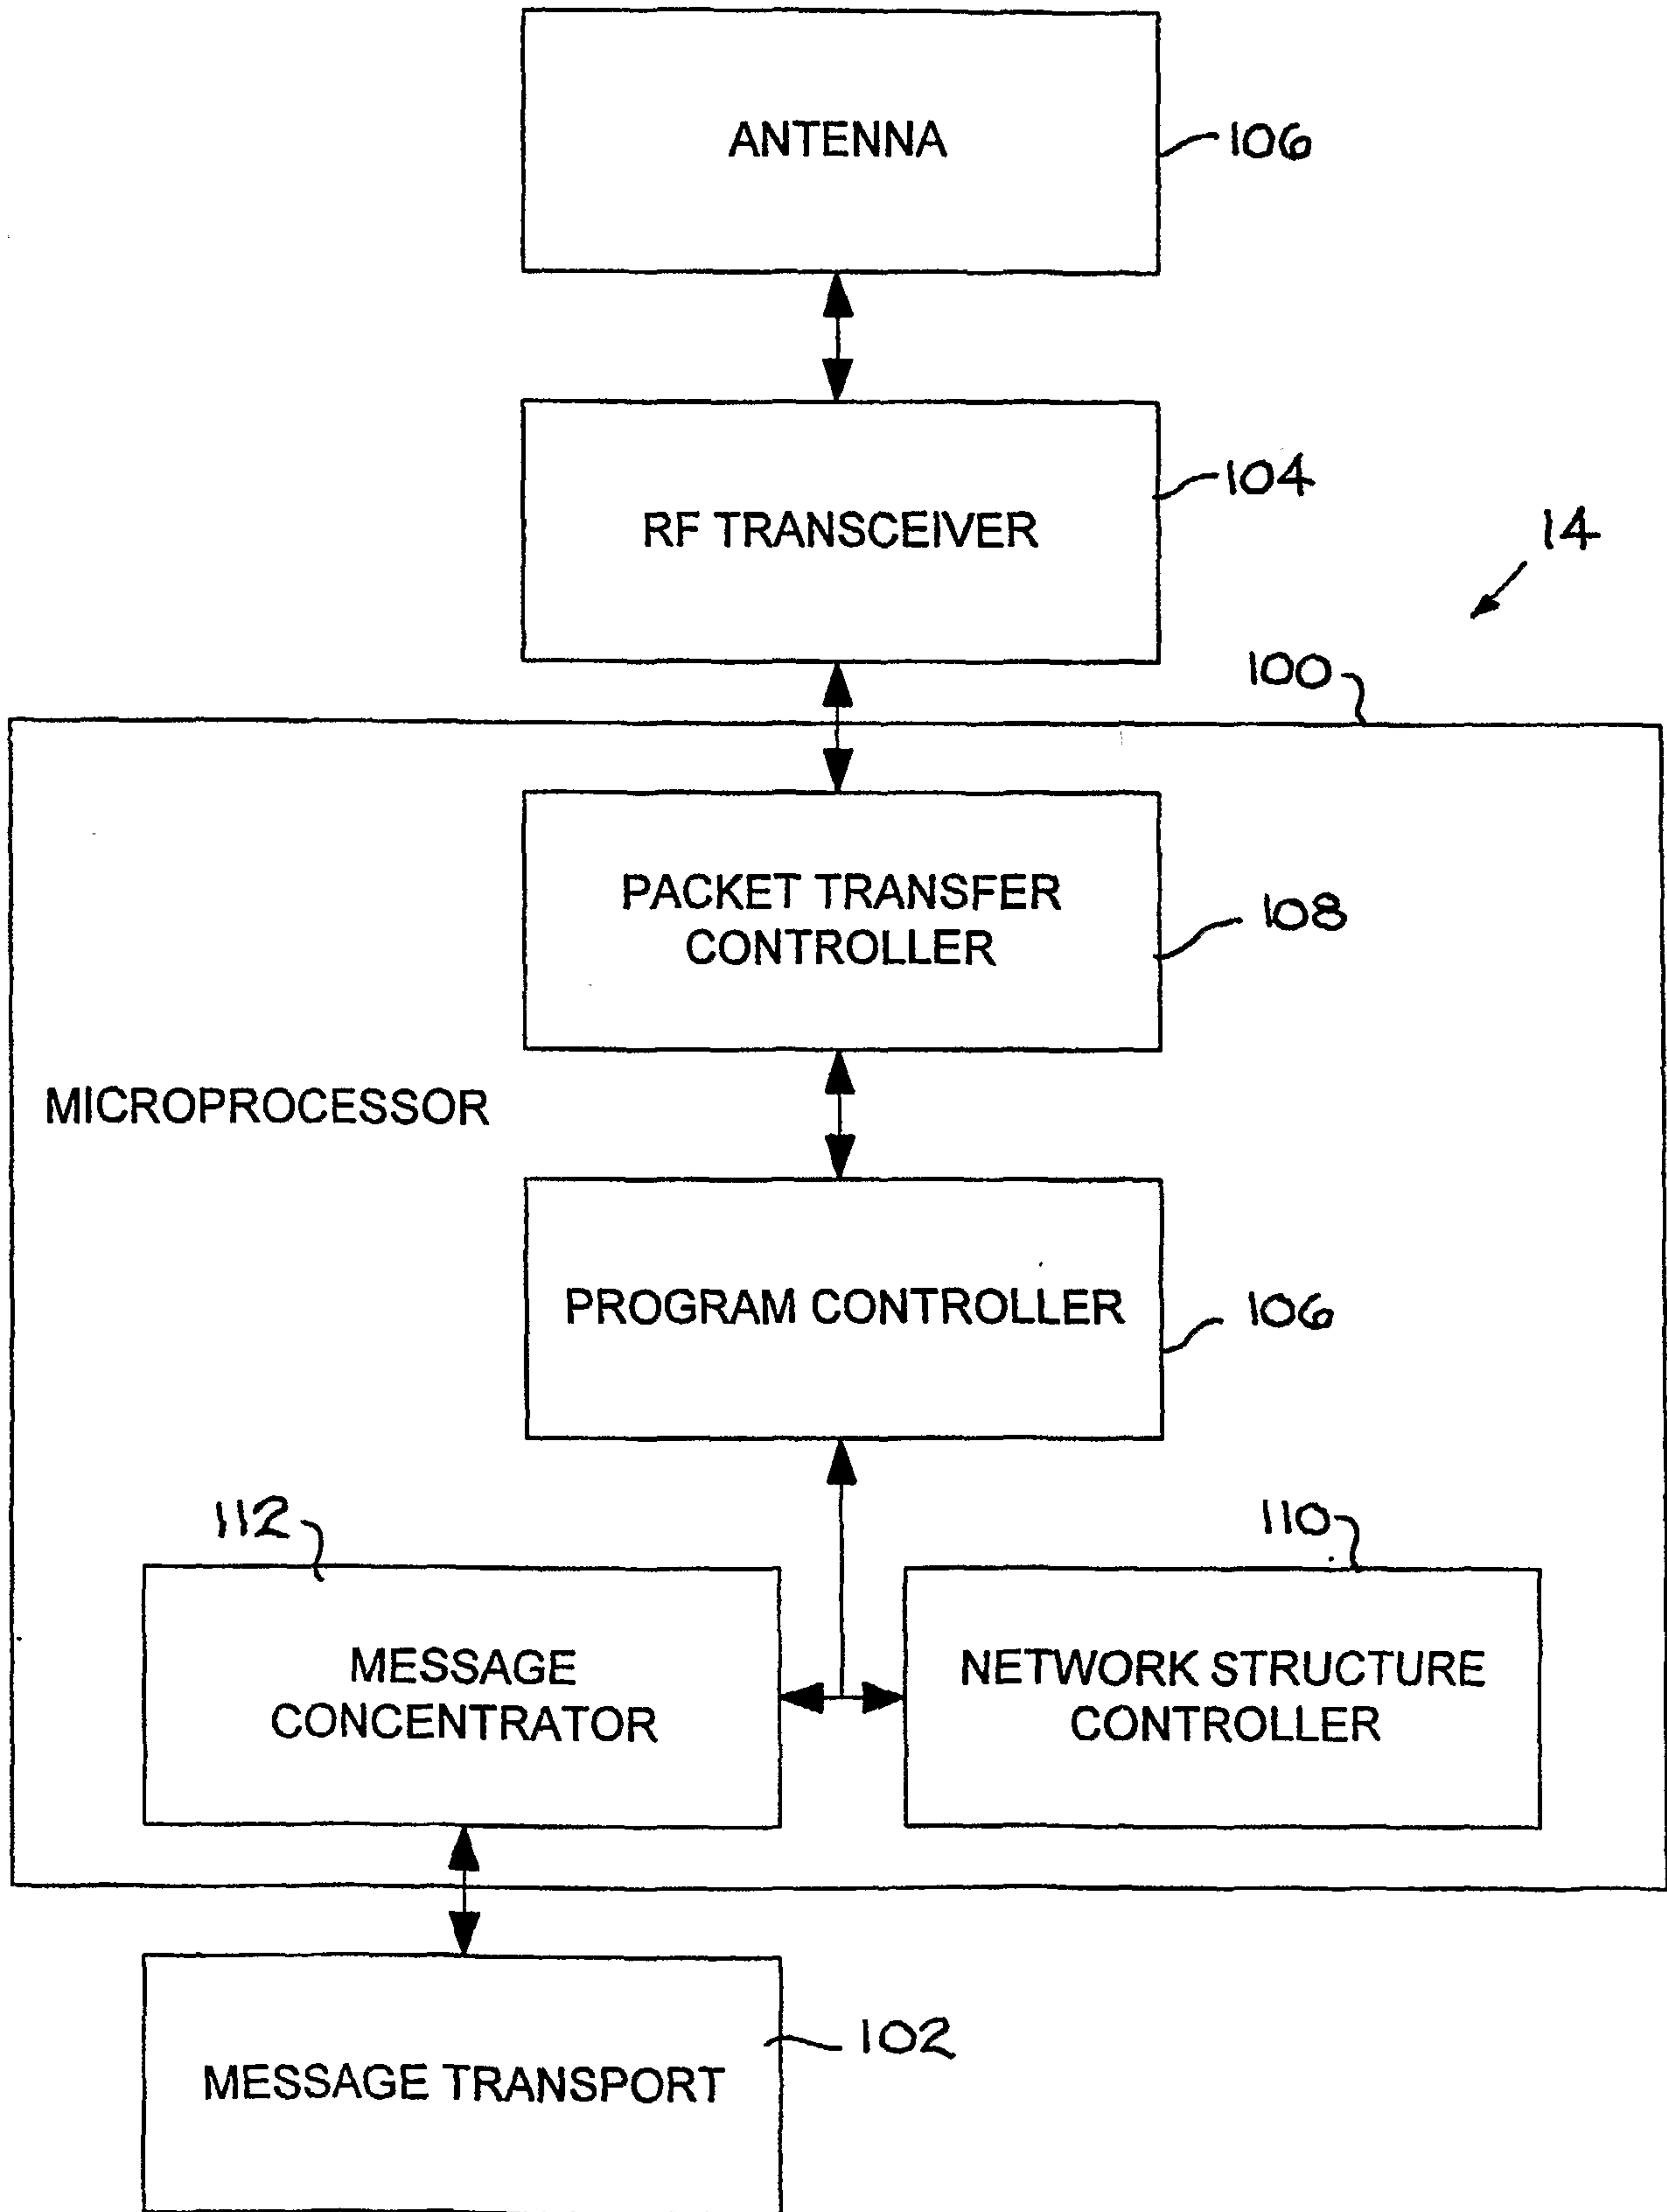 ANTENNA
106
RF TRANSCEIVER
104
14
100
PACKET TRANSFER
CONTROLLER
108
MICROPROCESSOR
PROGRAM CONTROLLER
106
112
110
MESSAGE
CONCENTRATOR
NETWORK STRUCTURE
CONTROLLER
102
MESSAGE TRANSPORT